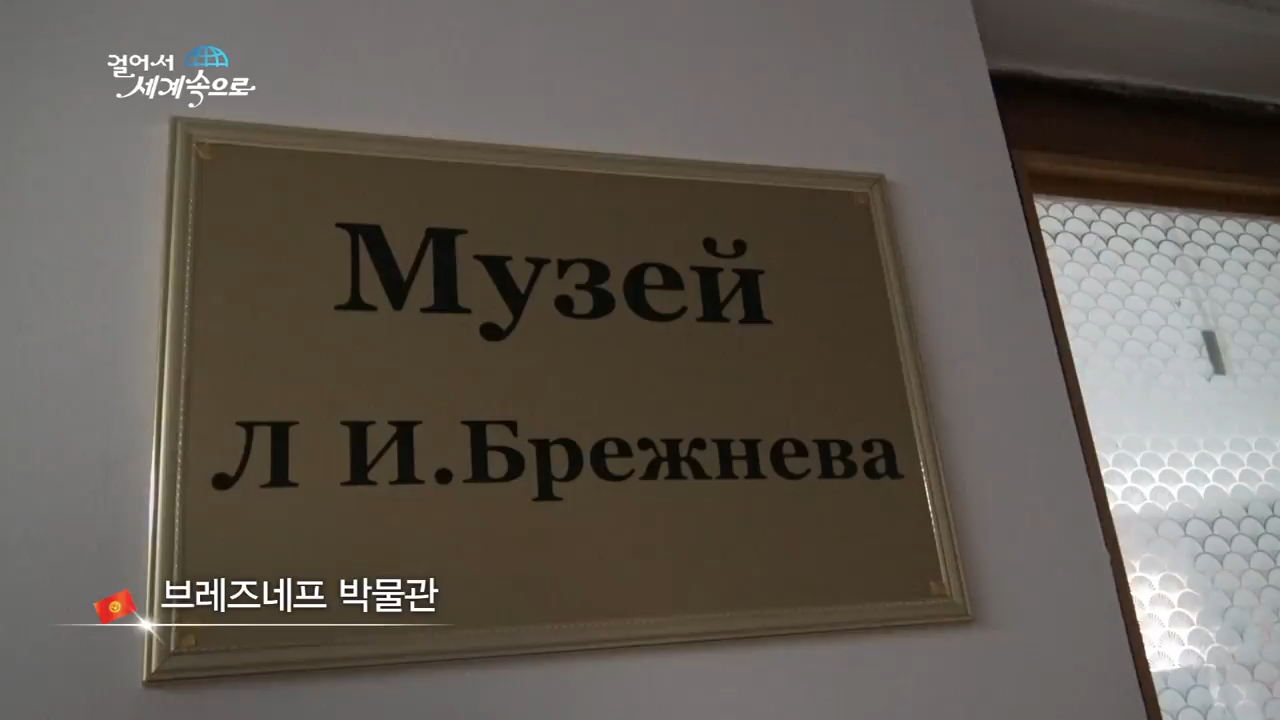 걸어서
세계속으로
Музей
Л И.Брежнева
브레즈네프 박물관